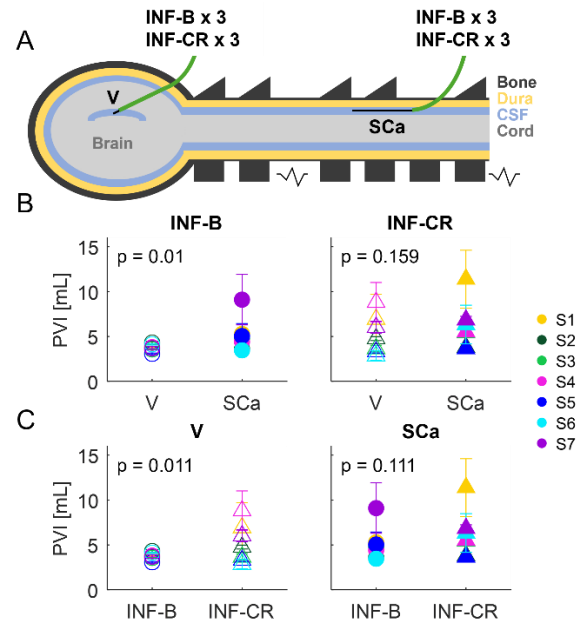 A
INF-B x 3
INF-CR x 3
INF-B x 3
INF-CR x 3
V
Brain
SCa
Bone
Dura
CSF
Cord
B
INF-B
INF-CR
p = 0.01
p = 0.159
PVI [mL]
15
10
5
0
V
SCa
V
SCa
S1
S2
S3
S4
S5
S6
S7
C
V
SCa
p = 0.011
p = 0.111
PVI [mL]
15
10
5
0
INF-B
INF-CR
INF-B
INF-CR